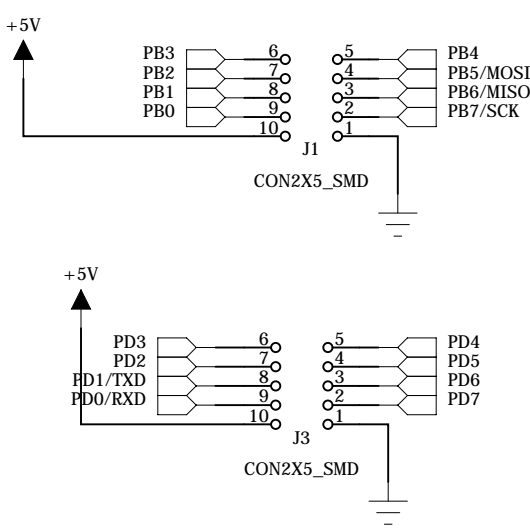 +5V
PB3 6 5 PB4
PB2 7 4 PB5/MOSI
PB1 8 3 PB6/MISO
PB0 9 2 PB7/SCK
10 1
J1
CON2X5_SMD
+5V
PD3 6 5 PD4
PD2 7 4 PD5
PD1/TXD 8 3 PD6
PD0/RXD 9 2 PD7
10 1
J3
CON2X5_SMD